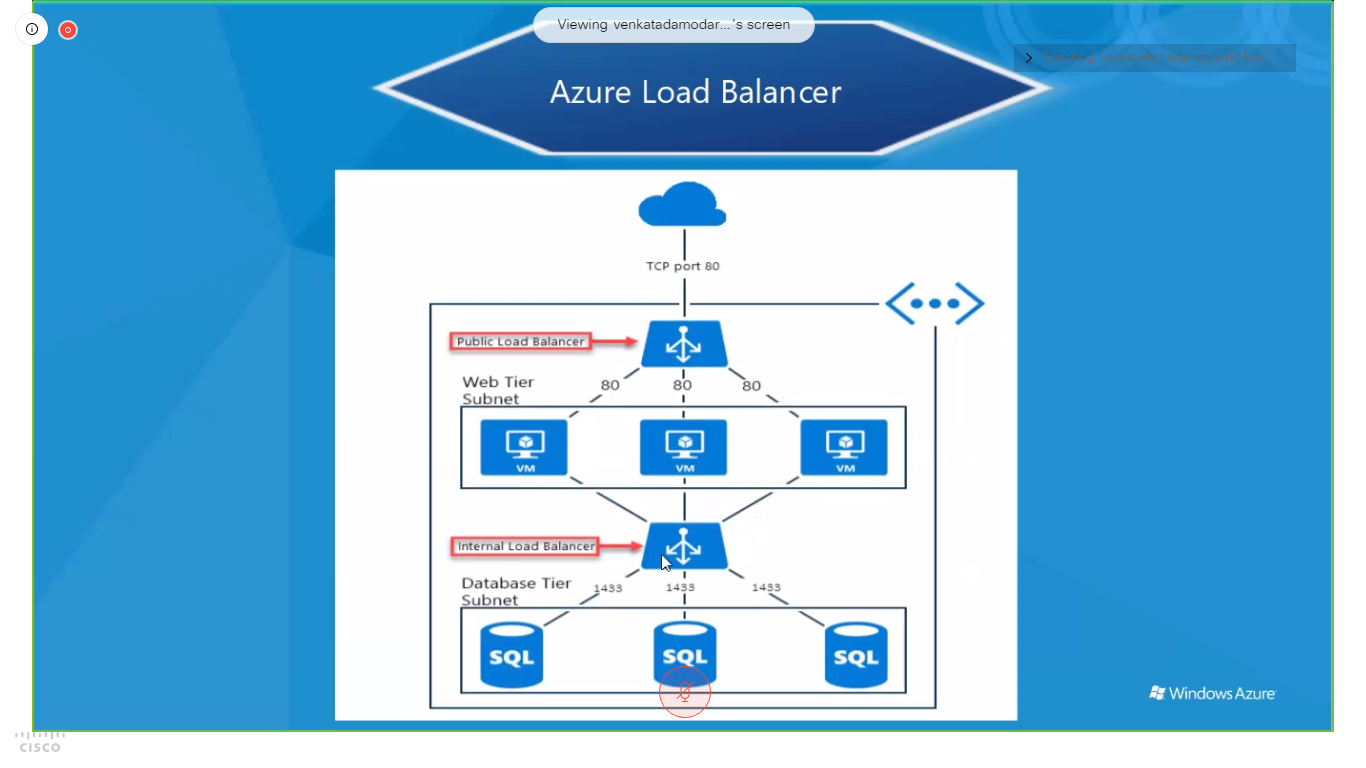 Viewing venkatadamodar... 's screen
Azure Load Balancer
TCP port 80
Public Load Balancer
80 80 80
Web Tier
Subnet
VM VM VM
Internal Load Balancer
Database Tier
Subnet
1433 1433 1433
SQL SQL SQL
Windows Azure
CISCO